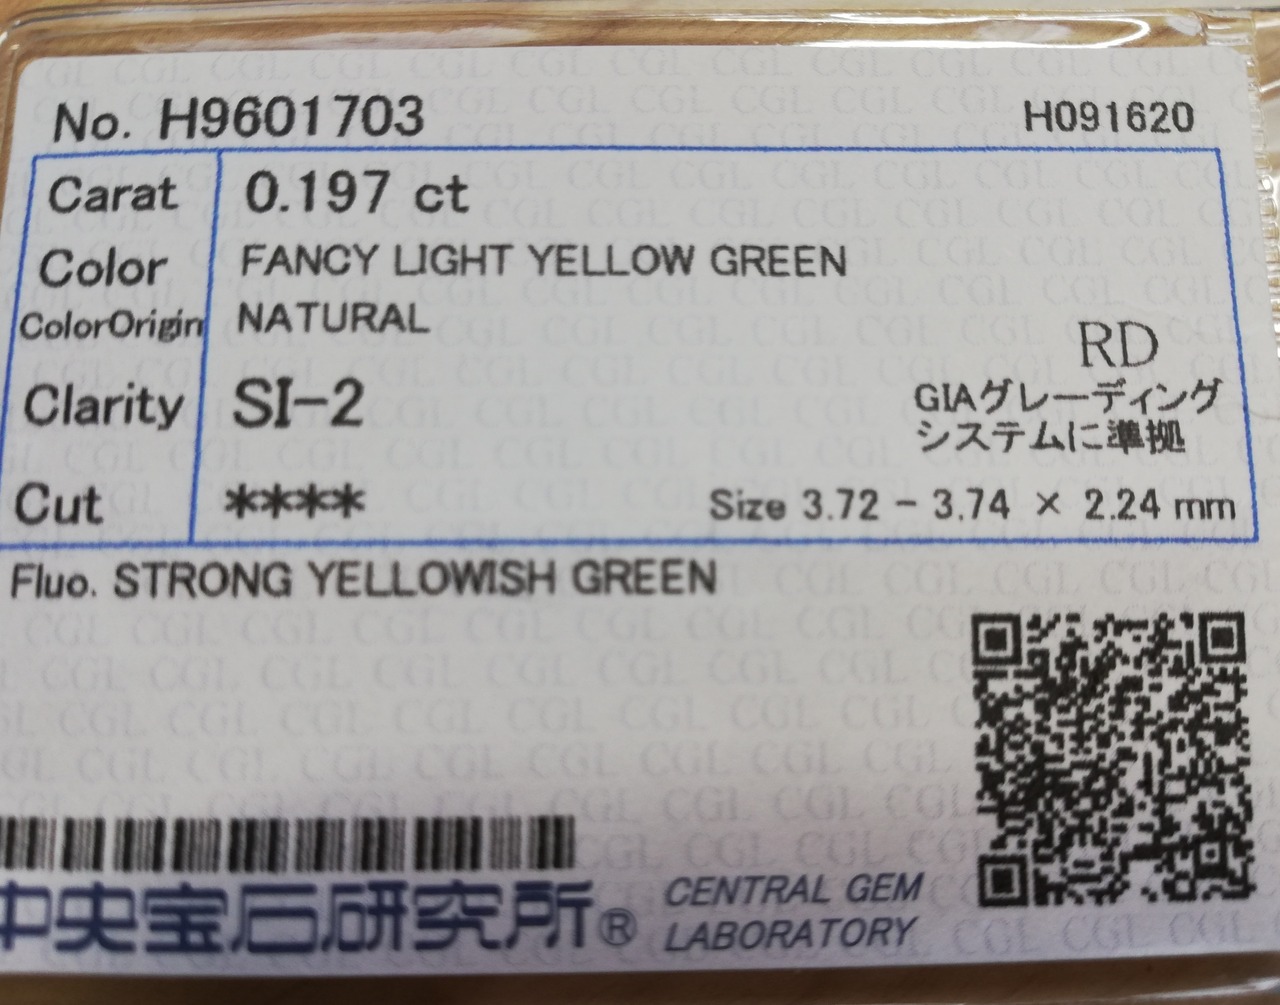 No. H9601703 H091620
Carat 0.197 ct
Color FANCY LIGHT YELLOW GREEN
ColorOrigin NATURAL
RD
Clarity SI-2
GIAグレーディング
システムに準拠
Cut **** Size 3.72 - 3.74 × 2.24 mm
Fluo. STRONG YELLOWISH GREEN
中央宝石研究所® CENTRAL GEM
LABORATORY